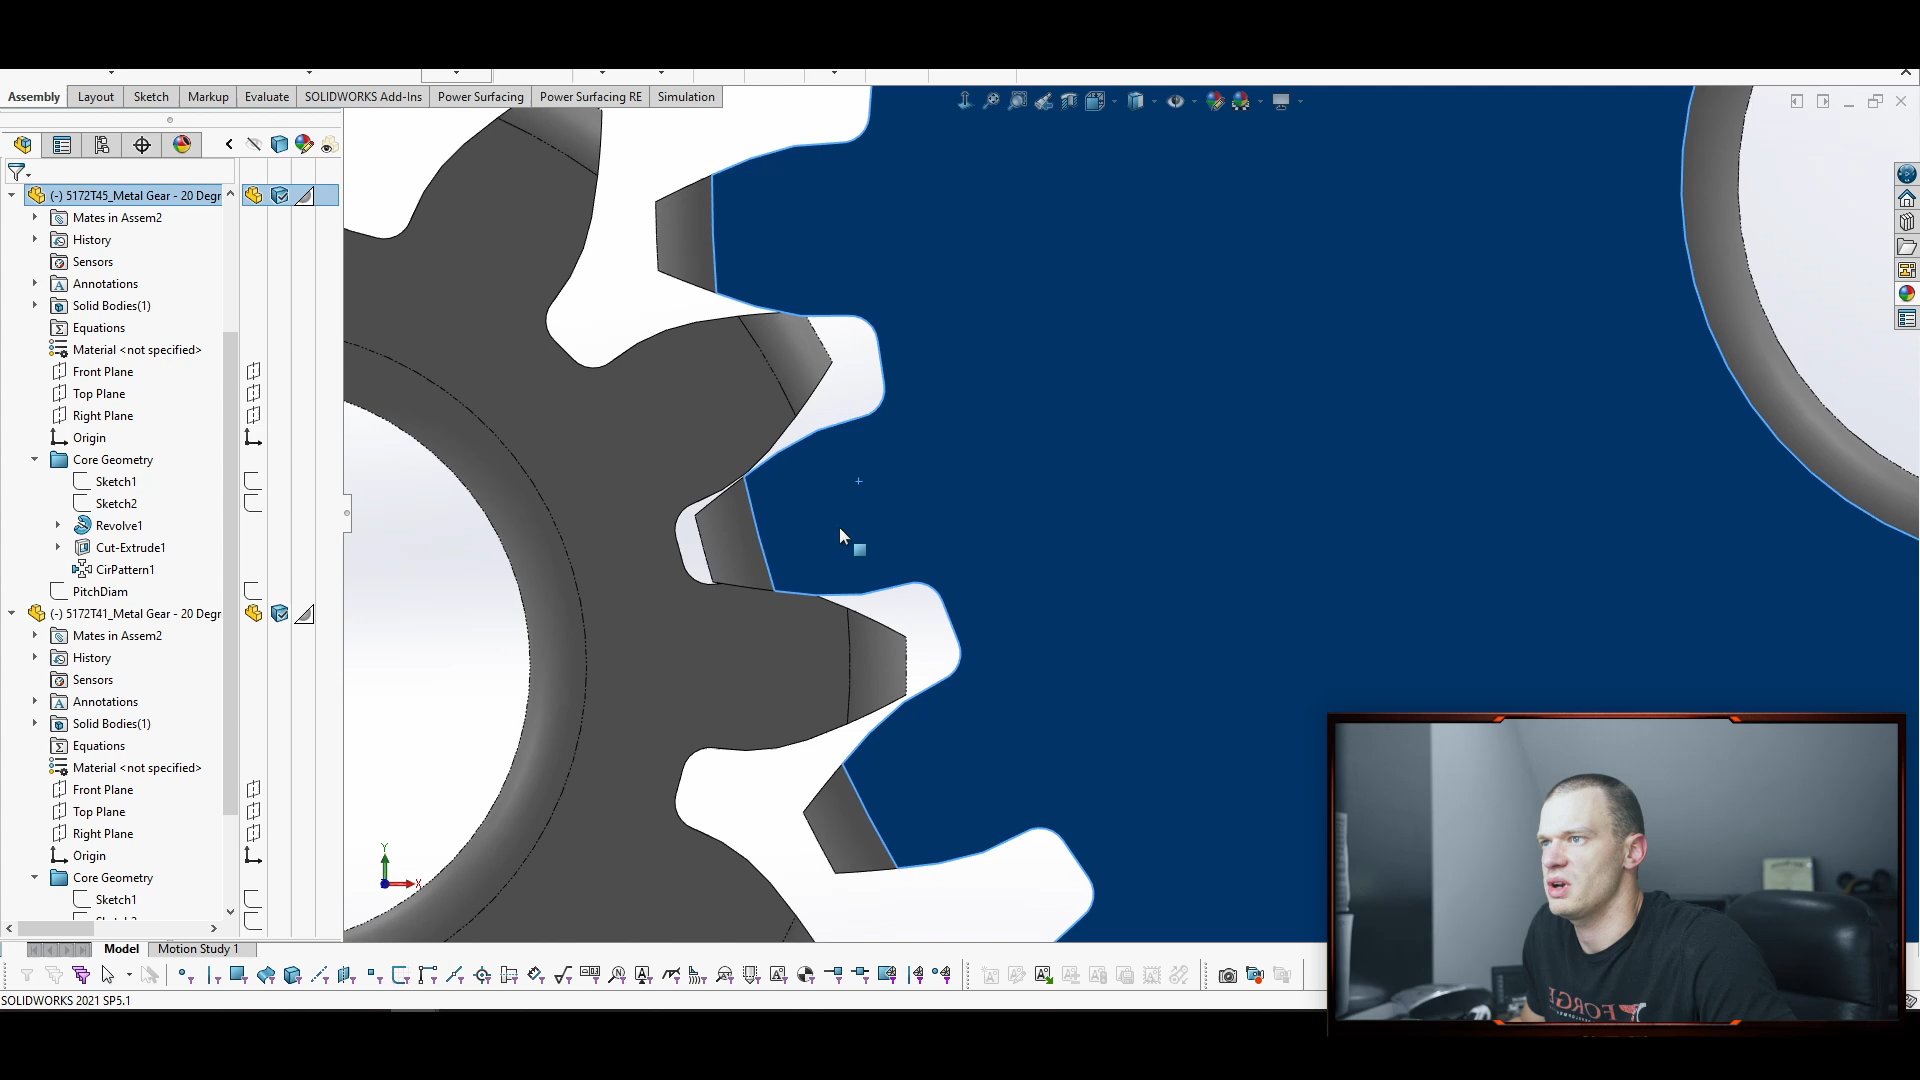 Assembly Layout Sketch Markup Evaluate SOLIDWORKS Add-Ins Power Surfacing Power Surfacing RE Simulation
(-) 5172T45_Metal Gear - 20 Degr
Mates in Assem2
History
Sensors
Annotations
Solid Bodies(1)
Equations
Material <not specified>
Front Plane
Top Plane
Right Plane
Origin
Core Geometry
Sketch1
Sketch2
Revolve1
Cut-Extrude1
CirPattern1
PitchDiam
(-) 5172T41_Metal Gear - 20 Degr
Mates in Assem2
History
Sensors
Annotations
Solid Bodies(1)
Equations
Material <not specified>
Front Plane
Top Plane
Right Plane
Origin
Core Geometry
Sketch1
Y
X
Model Motion Study 1
SOLIDWORKS 2021 SP5.1
FORGE